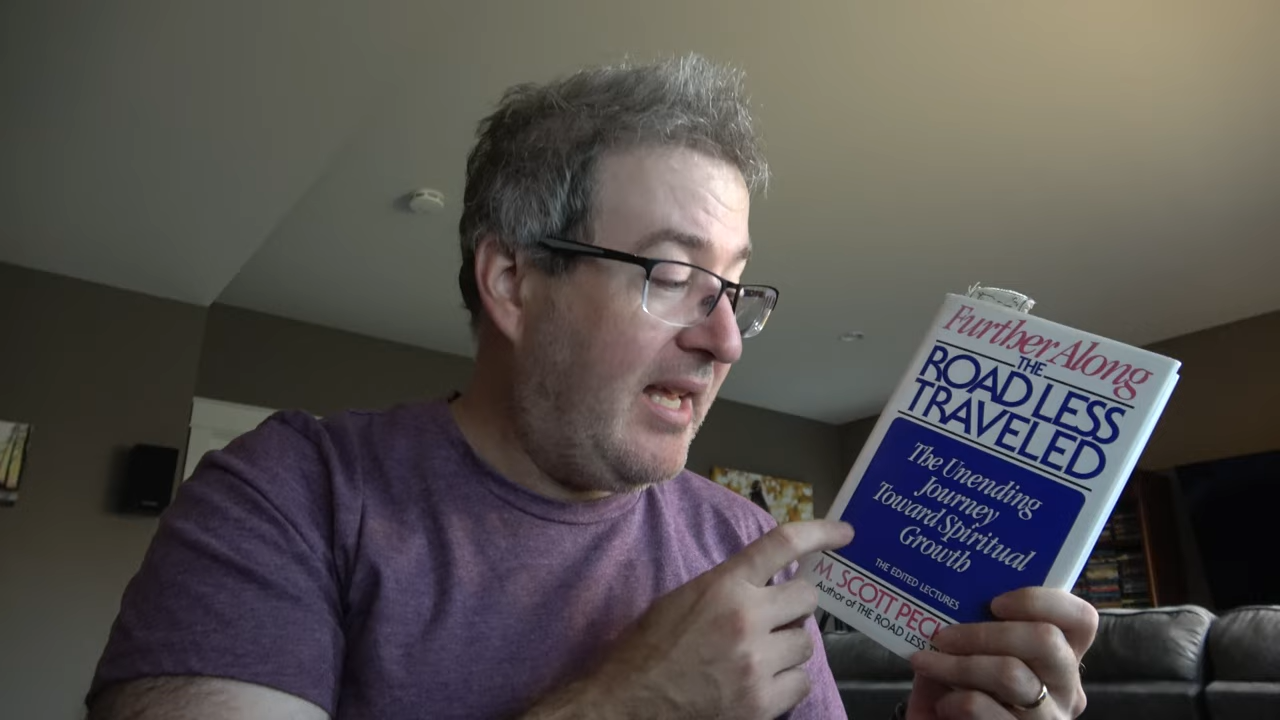 Further Along
THE
ROAD LESS
TRAVELED
The Unending
Journey
Toward Spiritual
Growth
THE EDITED LECTURES
M. SCOTT PEC
Author of THE ROAD LESS